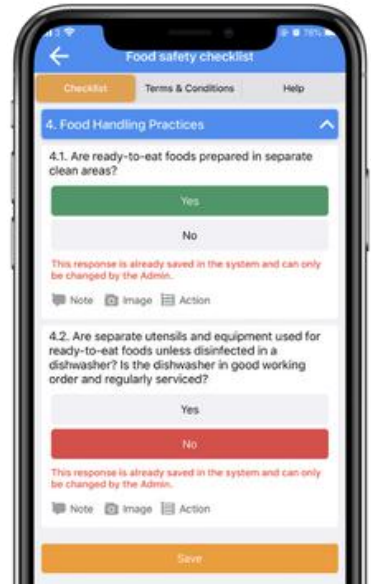 76%
Food safety checklist
Checklist Terms & Conditions Help
4. Food Handling Practices
4.1. Are ready-to-eat foods prepared in separate
clean areas?
Yes
No
This response is already saved in the system and can only
be changed by the Admin.
Note Image Action
4.2. Are separate utensils and equipment used for
ready-to-eat foods unless disinfected in a
dishwasher? Is the dishwasher in good working
order and regularly serviced?
Yes
No
This response is already saved in the system and can only
be changed by the Admin.
Note Image Action
Save